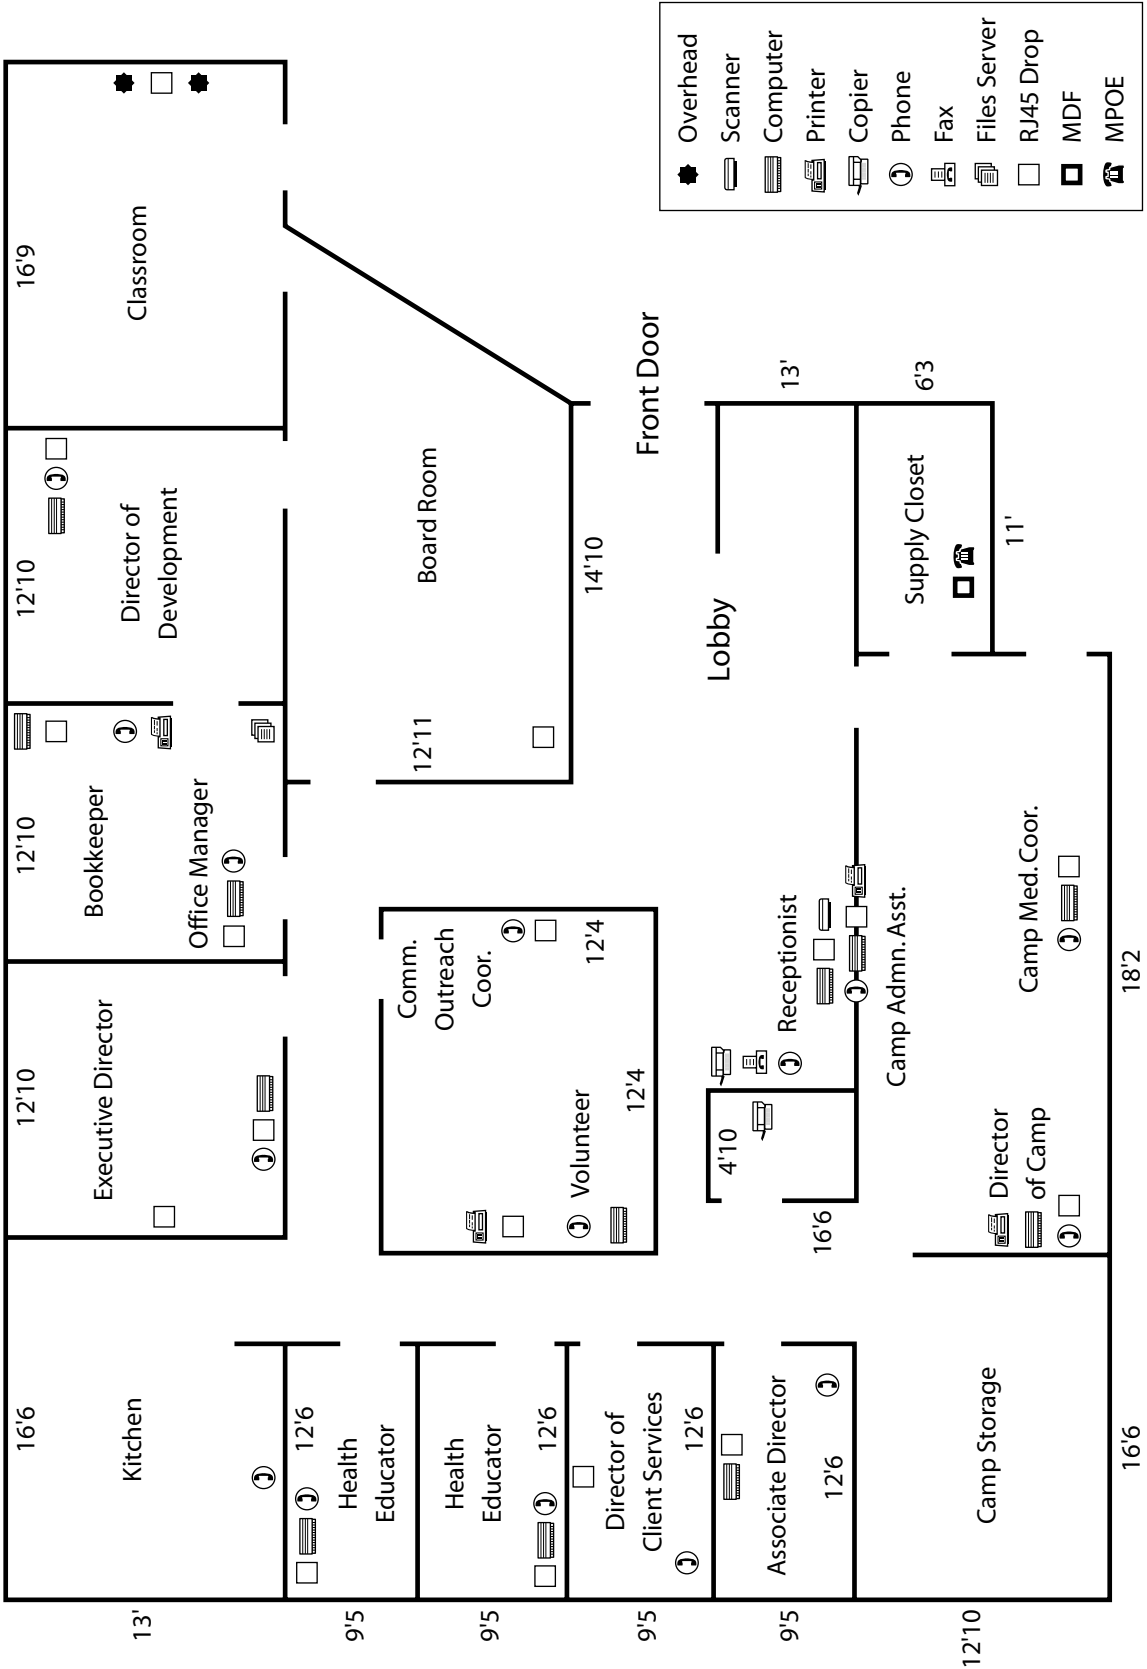 16'6
12'10
12'10
12'10
16'9
13'
Kitchen
Executive Director
Bookkeeper
Office Manager
Director of
Development
Classroom
12'6
9'5
Health
Educator
Comm.
Outreach
Coor.
12'11
Board Room
9'5
Health
Educator
12'6
12'4
14'10
Volunteer
12'4
Front Door
9'5
Director of
Client Services
12'6
4'10
Lobby
9'5
Associate Director
12'6
16'6
Receptionist
13'
Camp Admn. Asst.
Supply Closet
6'3
12'10
Camp Storage
Director
of Camp
Camp Med. Coor.
11'
16'6
18'2
Overhead
Scanner
Computer
Printer
Copier
Phone
Fax
Files Server
RJ45 Drop
MDF
MPOE